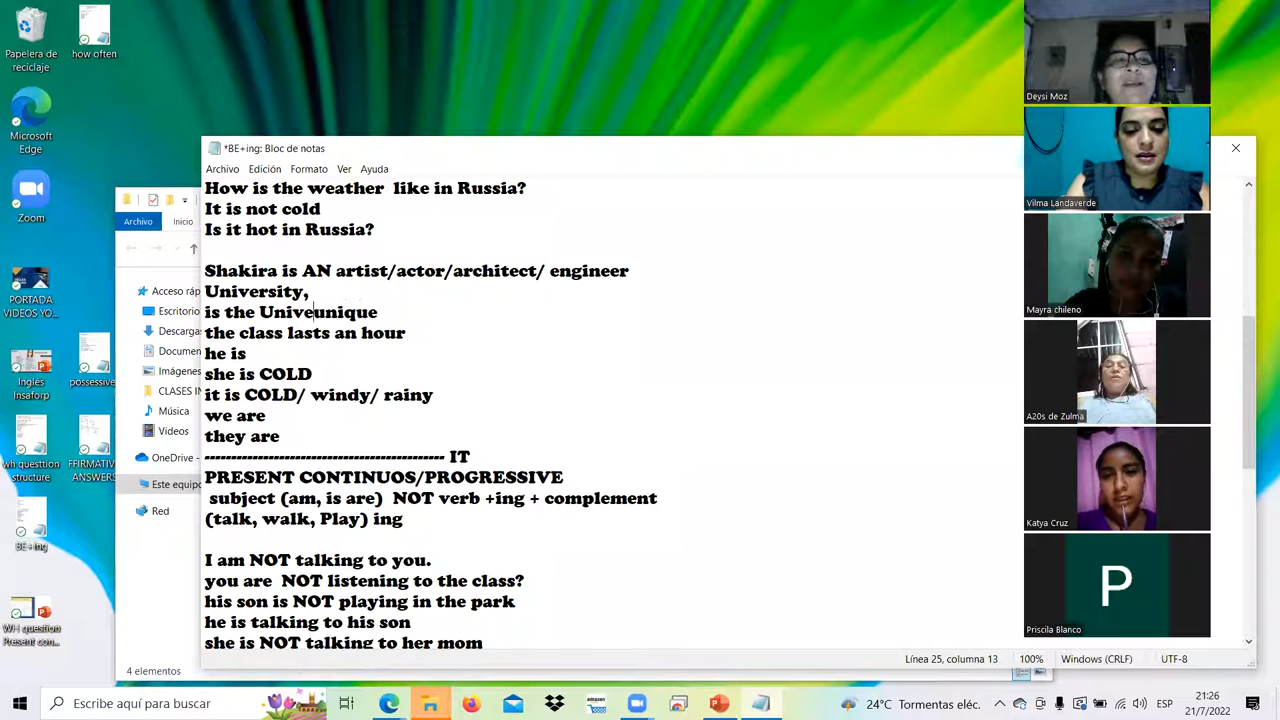 Papelera de
reciclaje
how often
Microsoft
Edge
Zoom
PORTADA
VIDEOS YO...
Inglés
Insaforp
possessive
wh questtion
structure
FFIRMATIV
ANSWERS
BE+ing
WH question
Present con...
Archivo
Inicio
Acceso ráp
Escritorio
Descargas
Document
Imágenes
CLASES IN
Música
Videos
OneDrive -
Este equipo
Red
4 elementos
*BE+ing: Bloc de notas
Archivo Edición Formato Ver Ayuda
How is the weather  like in Russia?
It is not cold
Is it hot in Russia?
Shakira is AN artist/actor/architect/ engineer
University,
is the Univeunique
the class lasts an hour
he is
she is COLD
it is COLD/ windy/ rainy
we are
they are
--------------------------------------------- IT
PRESENT CONTINUOS/PROGRESSIVE
subject (am, is are)  NOT verb +ing + complement
(talk, walk, Play) ing
I am NOT talking to you.
you are  NOT listening to the class?
his son is NOT playing in the park
he is talking to his son
she is NOT talking to her mom
Línea 25, columna 13 100% Windows (CRLF) UTF-8
Deysi Moz
Vilma Landaverde
Mayra chileno
A20s de Zulma
Katya Cruz
P
Priscila Blanco
Escribe aquí para buscar
amazon
24°C Tormentas eléc.
ESP
21:26
21/7/2022